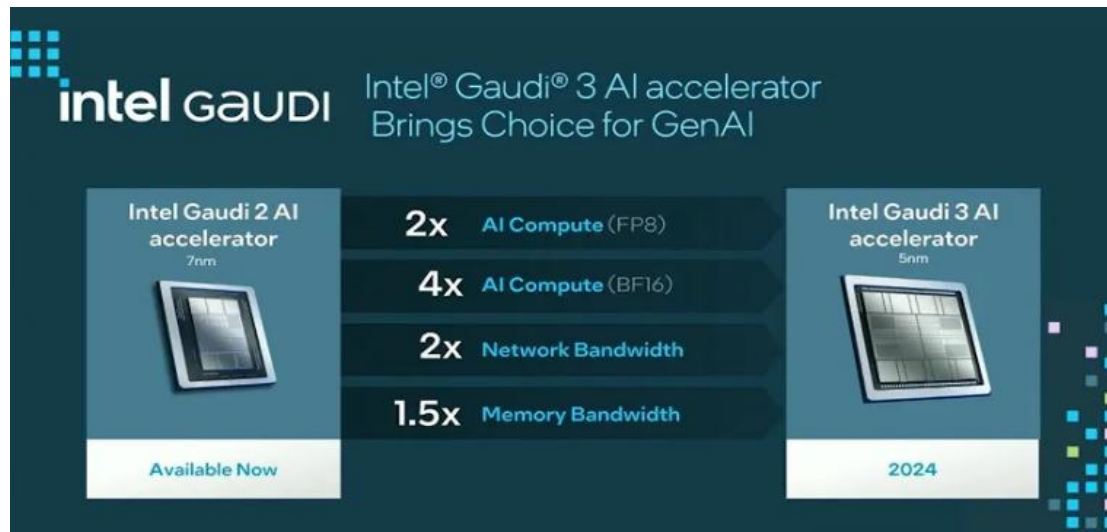 intel GAUDI
Intel® Gaudi® 3 AI accelerator
Brings Choice for GenAI
Intel Gaudi 2 AI
accelerator
7nm
Available Now
2x AI Compute (FP8)
4x AI Compute (BF16)
2x Network Bandwidth
1.5x Memory Bandwidth
Intel Gaudi 3 AI
accelerator
5nm
2024